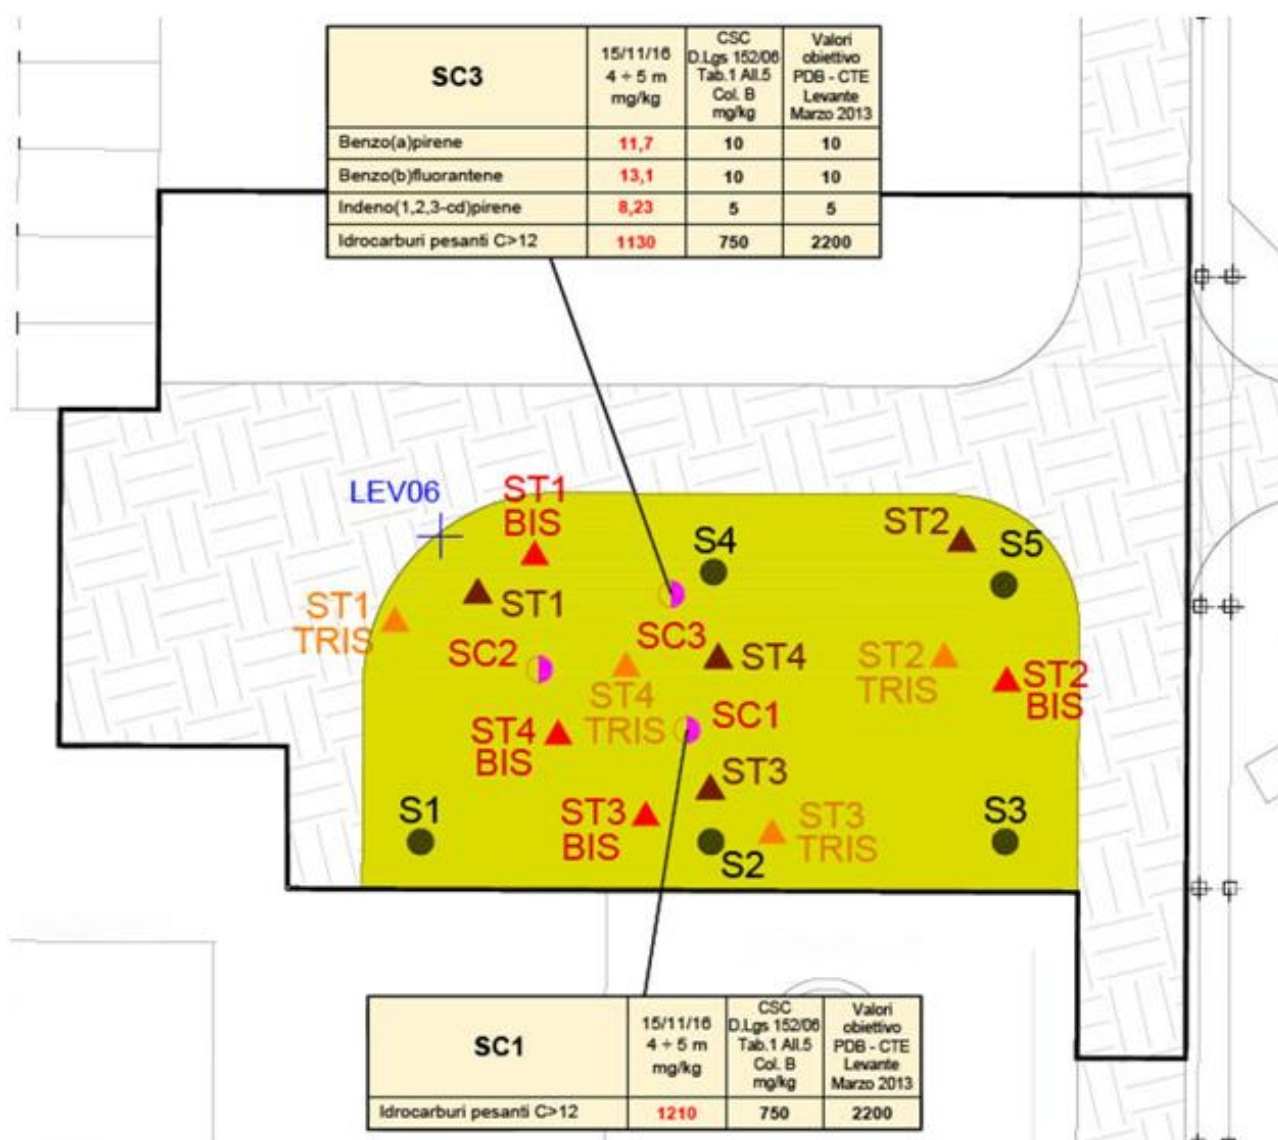 SC3
15/11/16
4 ÷ 5 m
mg/kg
CSC
D.Lgs 152/06
Tab.1 All.5
Col. B
mg/kg
Valori
obiettivo
PDB - CTE
Levante
Marzo 2013
Benzo(a)pirene 11,7 10 10
Benzo(b)fluorantene 13,1 10 10
Indeno(1,2,3-cd)pirene 8,23 5 5
Idrocarburi pesanti C>12 1130 750 2200
LEV06
ST1
BIS
ST2
S4
S5
ST1
ST1
TRIS
SC3
SC2
ST4
ST2
TRIS
ST2
BIS
ST4
TRIS
SC1
ST4
BIS
ST3
S1
ST3
BIS
S2
ST3
TRIS
S3
SC1
15/11/16
4 ÷ 5 m
mg/kg
CSC
D.Lgs 152/06
Tab.1 All.5
Col. B
mg/kg
Valori
obiettivo
PDB - CTE
Levante
Marzo 2013
Idrocarburi pesanti C>12 1210 750 2200